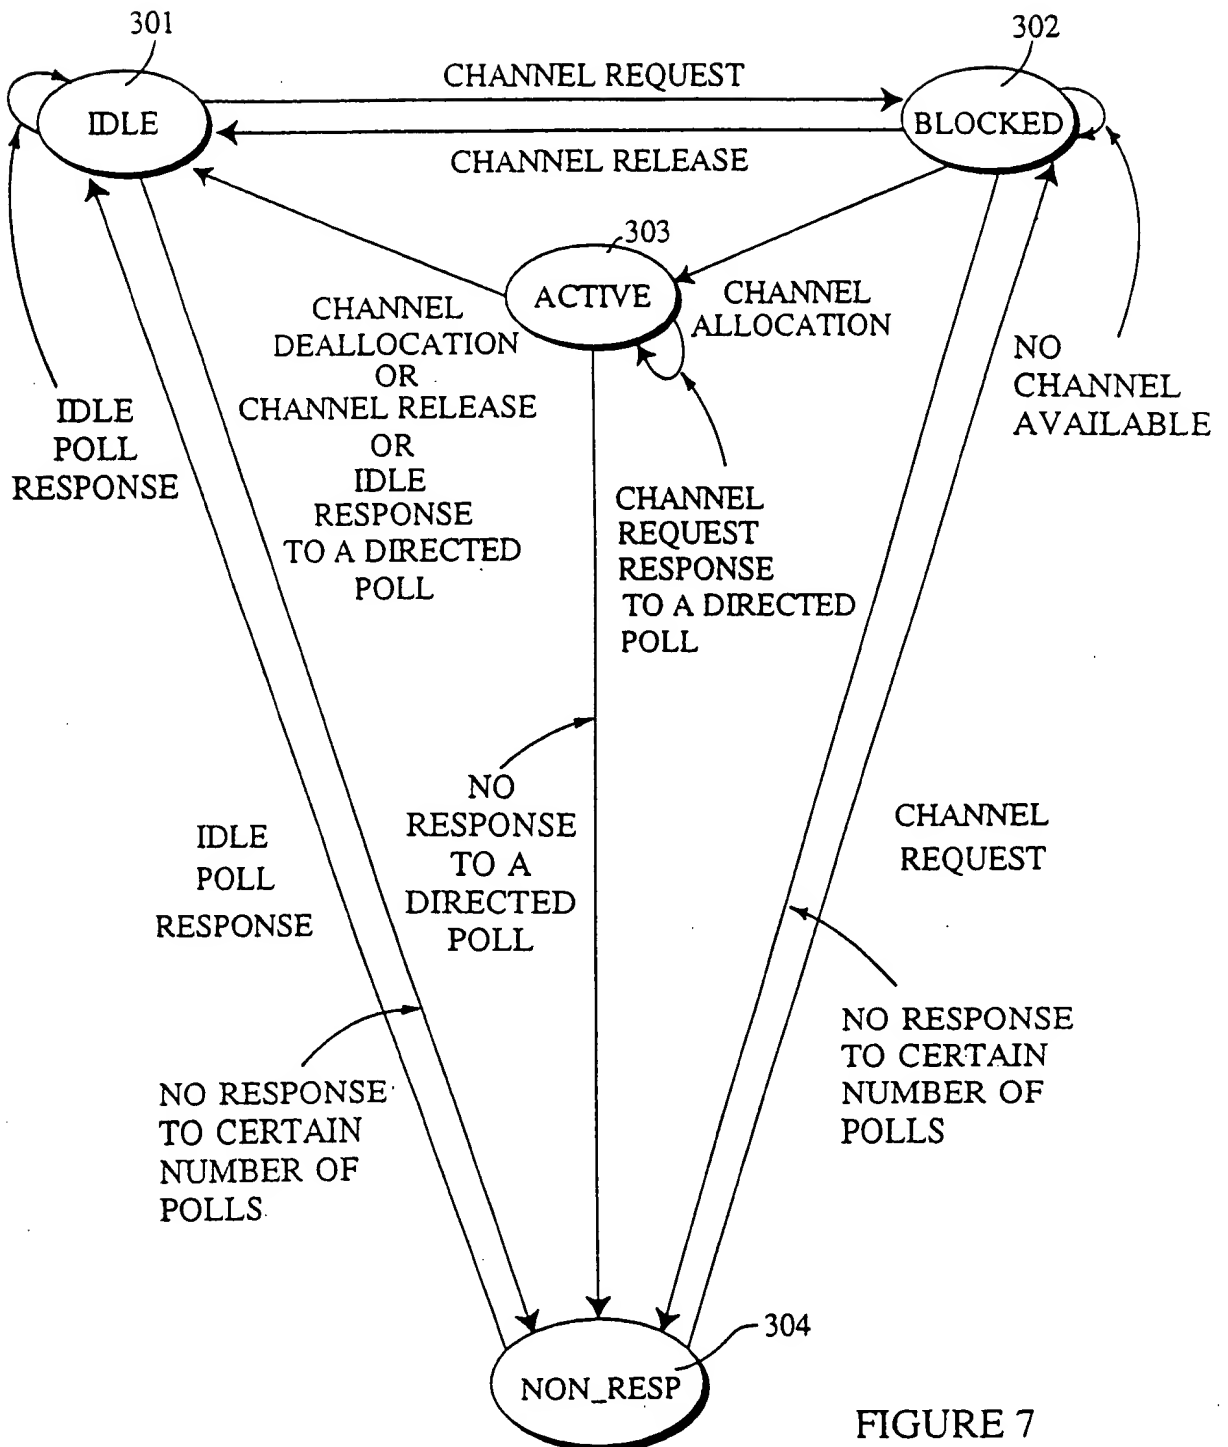 301
302
CHANNEL REQUEST
IDLE
BLOCKED
CHANNEL RELEASE
303
ACTIVE
CHANNEL
DEALLOCATION
OR
CHANNEL RELEASE
OR
IDLE
RESPONSE
TO A DIRECTED
POLL
CHANNEL
ALLOCATION
NO
CHANNEL
AVAILABLE
IDLE
POLL
RESPONSE
CHANNEL
REQUEST
RESPONSE
TO A DIRECTED
POLL
NO
RESPONSE
TO A
DIRECTED
POLL
IDLE
POLL
RESPONSE
CHANNEL
REQUEST
NO RESPONSE
TO CERTAIN
NUMBER OF
POLLS
NO RESPONSE
TO CERTAIN
NUMBER OF
POLLS
304
NON_RESP
FIGURE 7